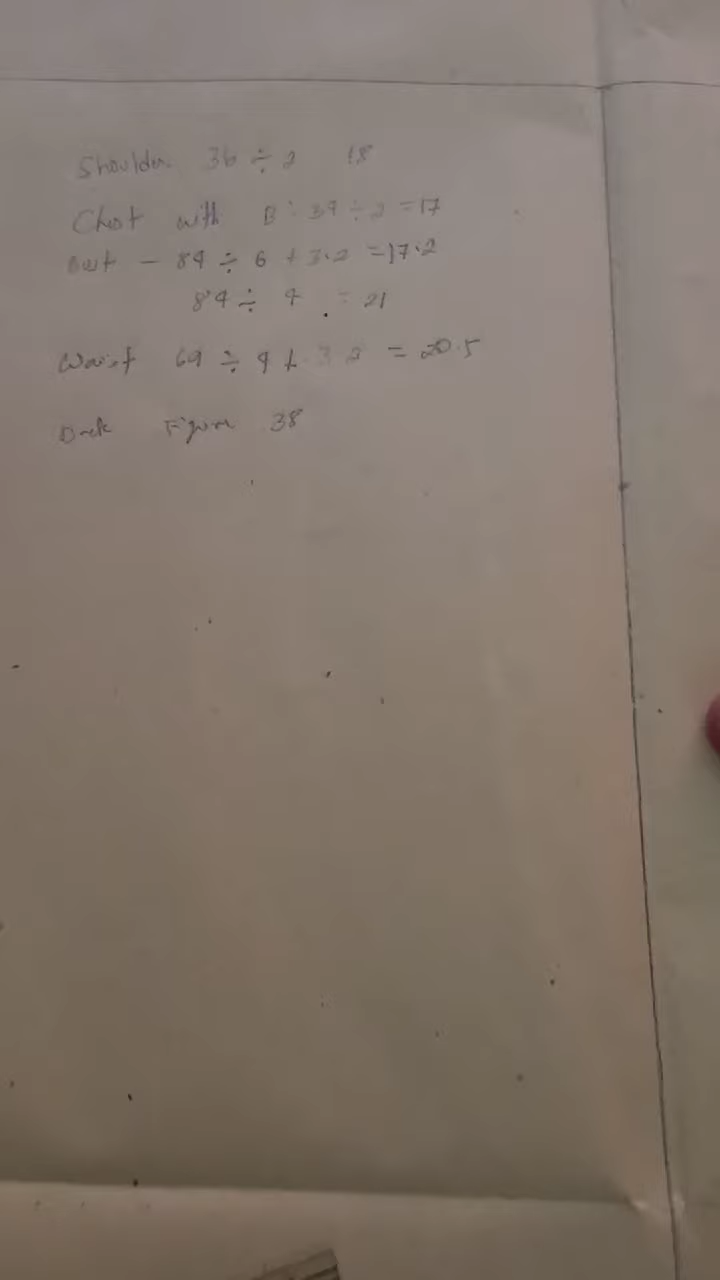 Shoulder 36 ÷ 2 18
Chest with B : 34 ÷ 2 = 17
Bust - 84 ÷ 6 + 3.2 = 17.2
84 ÷ 4 = 21
Waist 69 ÷ 4 + 3.2 = 20.5
Figure 38